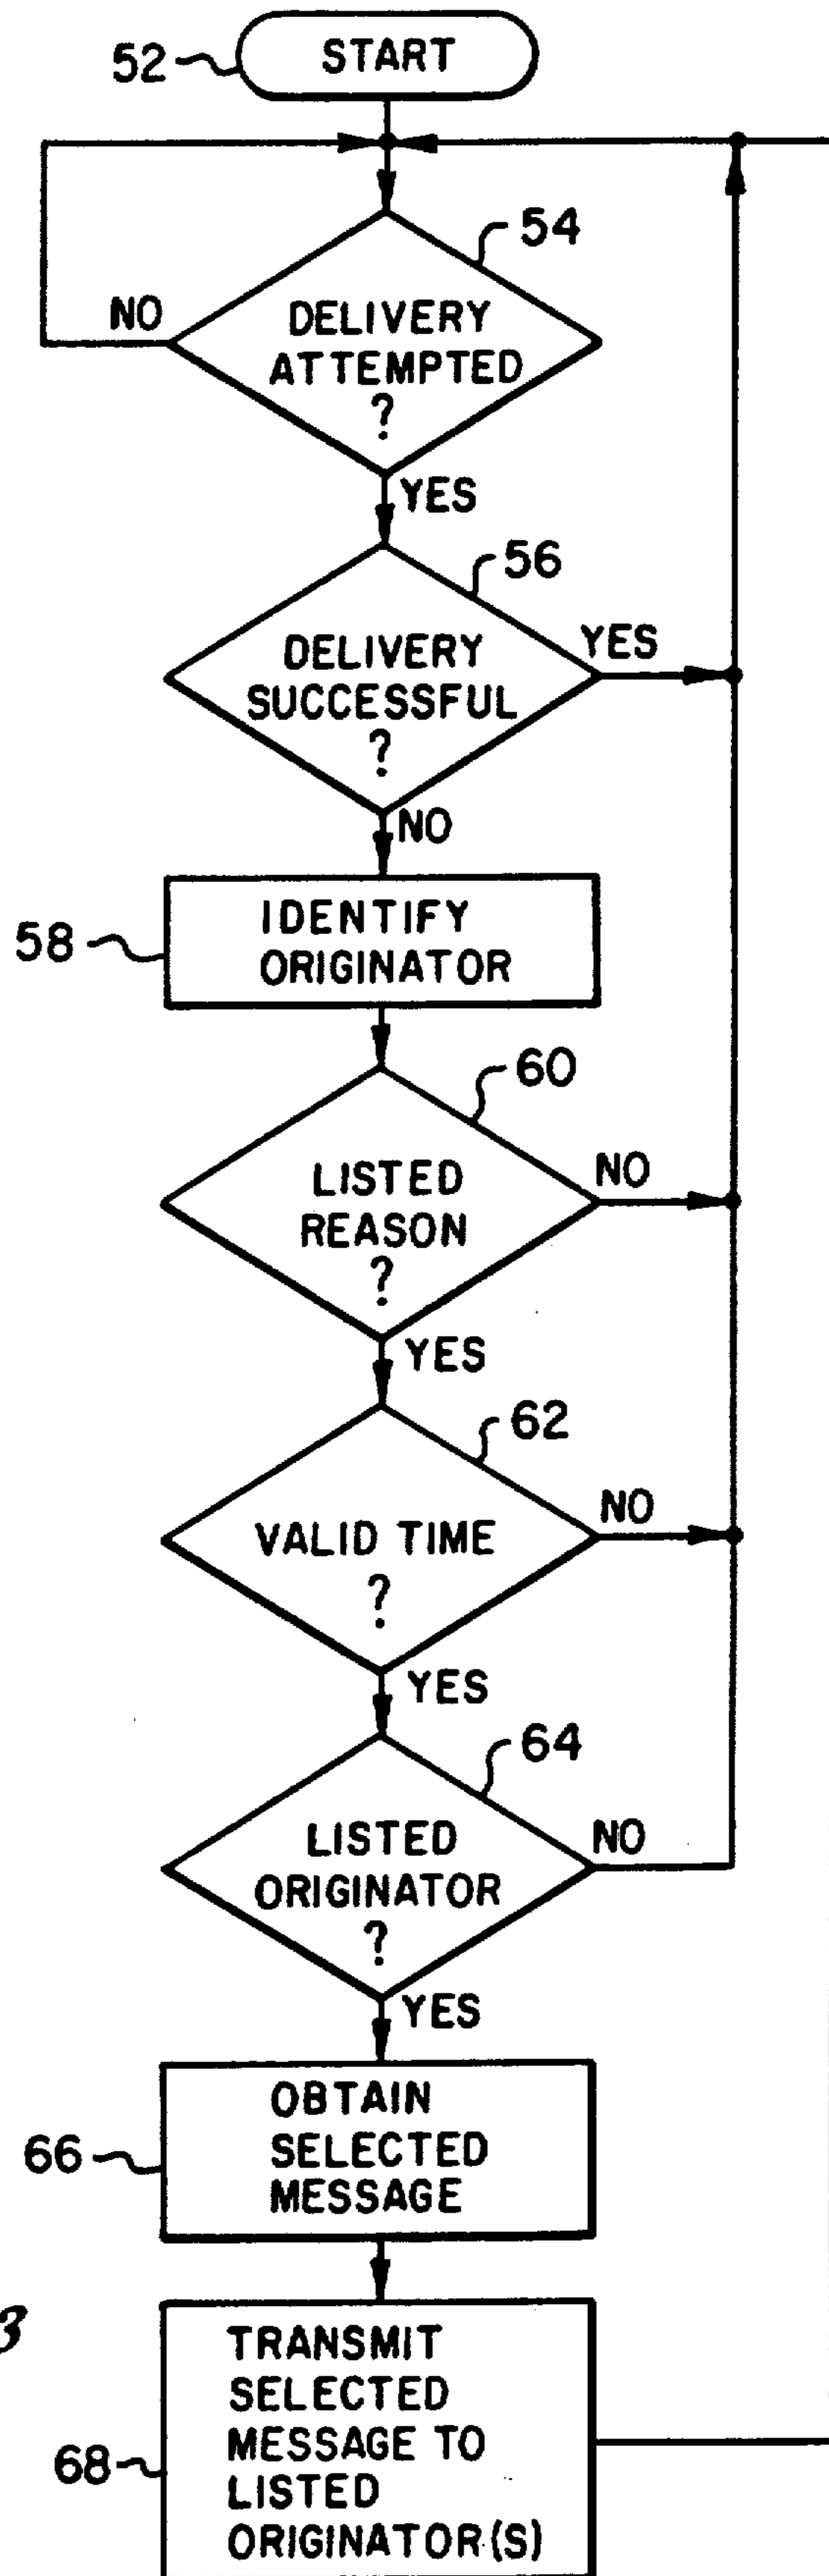 52
START
54
NO
DELIVERY
ATTEMPTED
?
YES
56
DELIVERY
SUCCESSFUL
?
YES
NO
58
IDENTIFY
ORIGINATOR
60
LISTED
REASON
?
NO
YES
62
VALID TIME
?
NO
YES
64
LISTED
ORIGINATOR
?
NO
YES
66
OBTAIN
SELECTED
MESSAGE
3
68
TRANSMIT
SELECTED
MESSAGE TO
LISTED
ORIGINATOR(S)